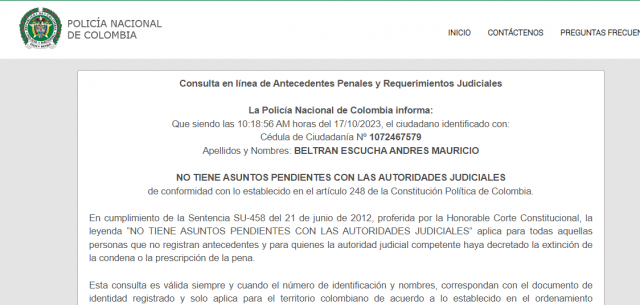 POLICÍA NACIONAL
DE COLOMBIA
INICIO CONTÁCTENOS PREGUNTAS FRECUEN
Consulta en línea de Antecedentes Penales y Requerimientos Judiciales
La Policía Nacional de Colombia informa:
Que siendo las 10:18:56 AM horas del 17/10/2023, el ciudadano identificado con:
Cédula de Ciudadanía Nº 1072467579
Apellidos y Nombres: BELTRAN ESCUCHA ANDRES MAURICIO
NO TIENE ASUNTOS PENDIENTES CON LAS AUTORIDADES JUDICIALES
de conformidad con lo establecido en el artículo 248 de la Constitución Política de Colombia.
En cumplimiento de la Sentencia SU-458 del 21 de junio de 2012, proferida por la Honorable Corte Constitucional, la
leyenda "NO TIENE ASUNTOS PENDIENTES CON LAS AUTORIDADES JUDICIALES" aplica para todas aquellas
personas que no registran antecedentes y para quienes la autoridad judicial competente haya decretado la extinción de
la condena o la prescripción de la pena.
Esta consulta es válida siempre y cuando el número de identificación y nombres, correspondan con el documento de
identidad registrado y solo aplica para el territorio colombiano de acuerdo a lo establecido en el ordenamiento